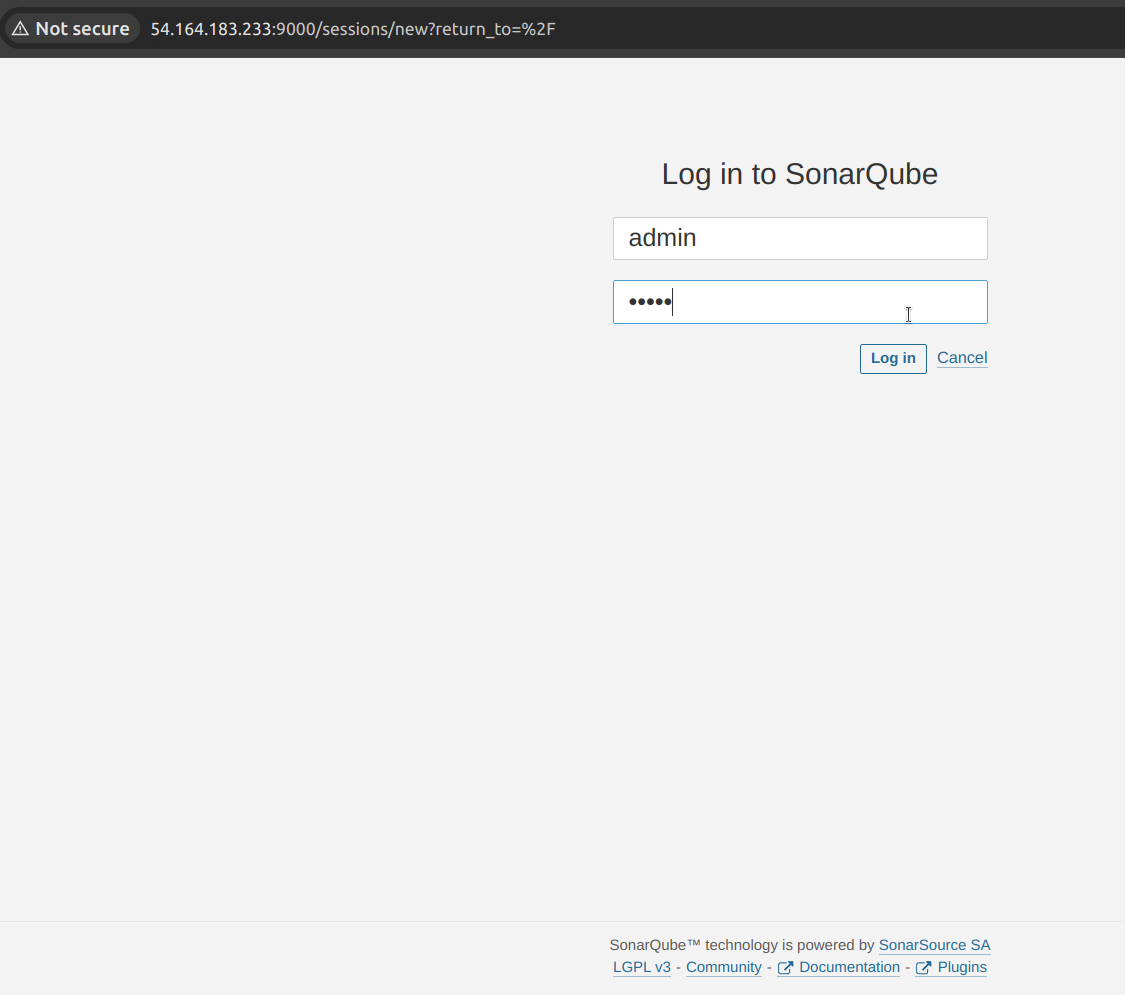 Not secure 54.164.183.233:9000/sessions/new?return_to=%2F
Log in to SonarQube
admin
•••••
Log in Cancel
SonarQube™ technology is powered by SonarSource SA
LGPL v3 - Community - Documentation - Plugins